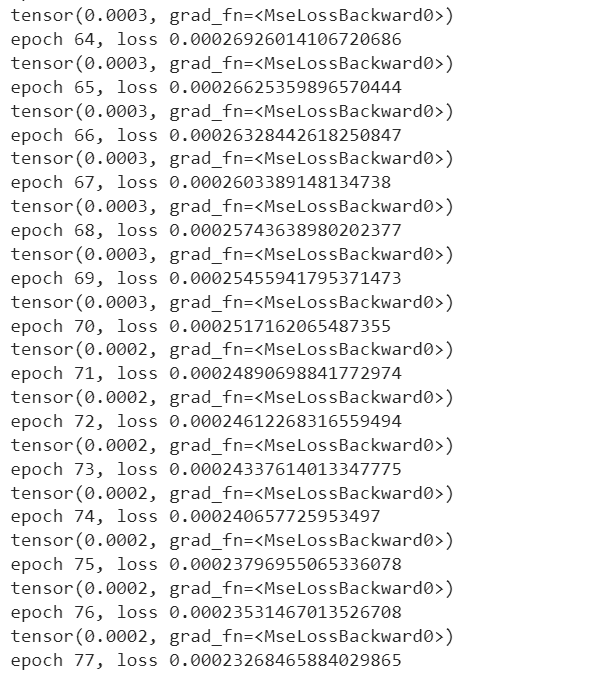 tensor(0.0003, grad_fn=<MseLossBackward0>)
epoch 64, loss 0.00026926014106720686
tensor(0.0003, grad_fn=<MseLossBackward0>)
epoch 65, loss 0.00026625359896570444
tensor(0.0003, grad_fn=<MseLossBackward0>)
epoch 66, loss 0.00026328442618250847
tensor(0.0003, grad_fn=<MseLossBackward0>)
epoch 67, loss 0.0002603389148134738
tensor(0.0003, grad_fn=<MseLossBackward0>)
epoch 68, loss 0.00025743638980202377
tensor(0.0003, grad_fn=<MseLossBackward0>)
epoch 69, loss 0.00025455941795371473
tensor(0.0003, grad_fn=<MseLossBackward0>)
epoch 70, loss 0.0002517162065487355
tensor(0.0002, grad_fn=<MseLossBackward0>)
epoch 71, loss 0.00024890698841772974
tensor(0.0002, grad_fn=<MseLossBackward0>)
epoch 72, loss 0.00024612268316559494
tensor(0.0002, grad_fn=<MseLossBackward0>)
epoch 73, loss 0.00024337614013347775
tensor(0.0002, grad_fn=<MseLossBackward0>)
epoch 74, loss 0.000240657725953497
tensor(0.0002, grad_fn=<MseLossBackward0>)
epoch 75, loss 0.00023796955065336078
tensor(0.0002, grad_fn=<MseLossBackward0>)
epoch 76, loss 0.00023531467013526708
tensor(0.0002, grad_fn=<MseLossBackward0>)
epoch 77, loss 0.00023268465884029865